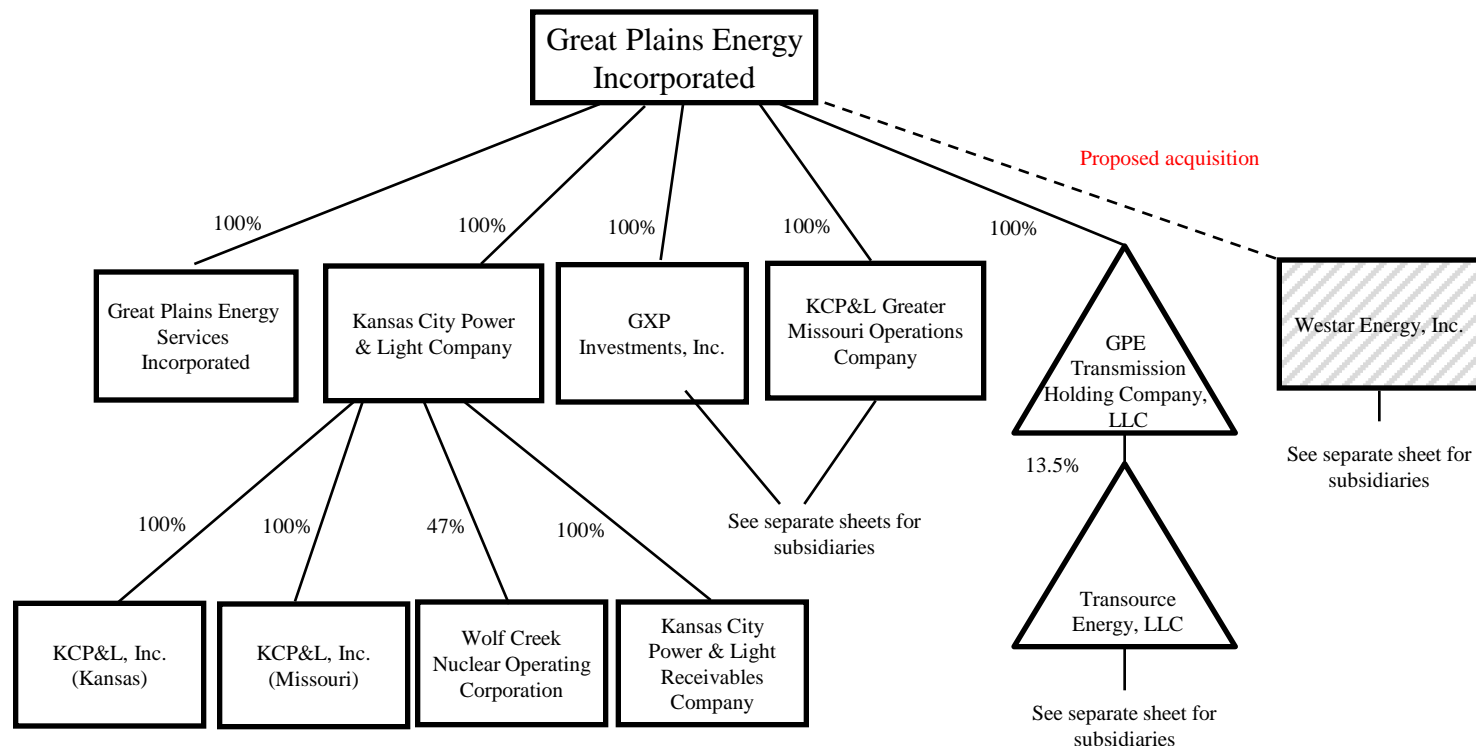 Great Plains Energy
Incorporated
Proposed acquisition
100%
100%
100%
100%
100%
Great Plains Energy
Services
Incorporated
Kansas City Power
& Light Company
GXP
Investments, Inc.
KCP&L Greater
Missouri Operations
Company
GPE
Transmission
Holding Company,
LLC
Westar Energy, Inc.
See separate sheet for
subsidiaries
13.5%
100%
100%
47%
100%
See separate sheets for
subsidiaries
KCP&L, Inc.
(Kansas)
KCP&L, Inc.
(Missouri)
Wolf Creek
Nuclear Operating
Corporation
Kansas City
Power & Light
Receivables
Company
Transource
Energy, LLC
See separate sheet for
subsidiaries